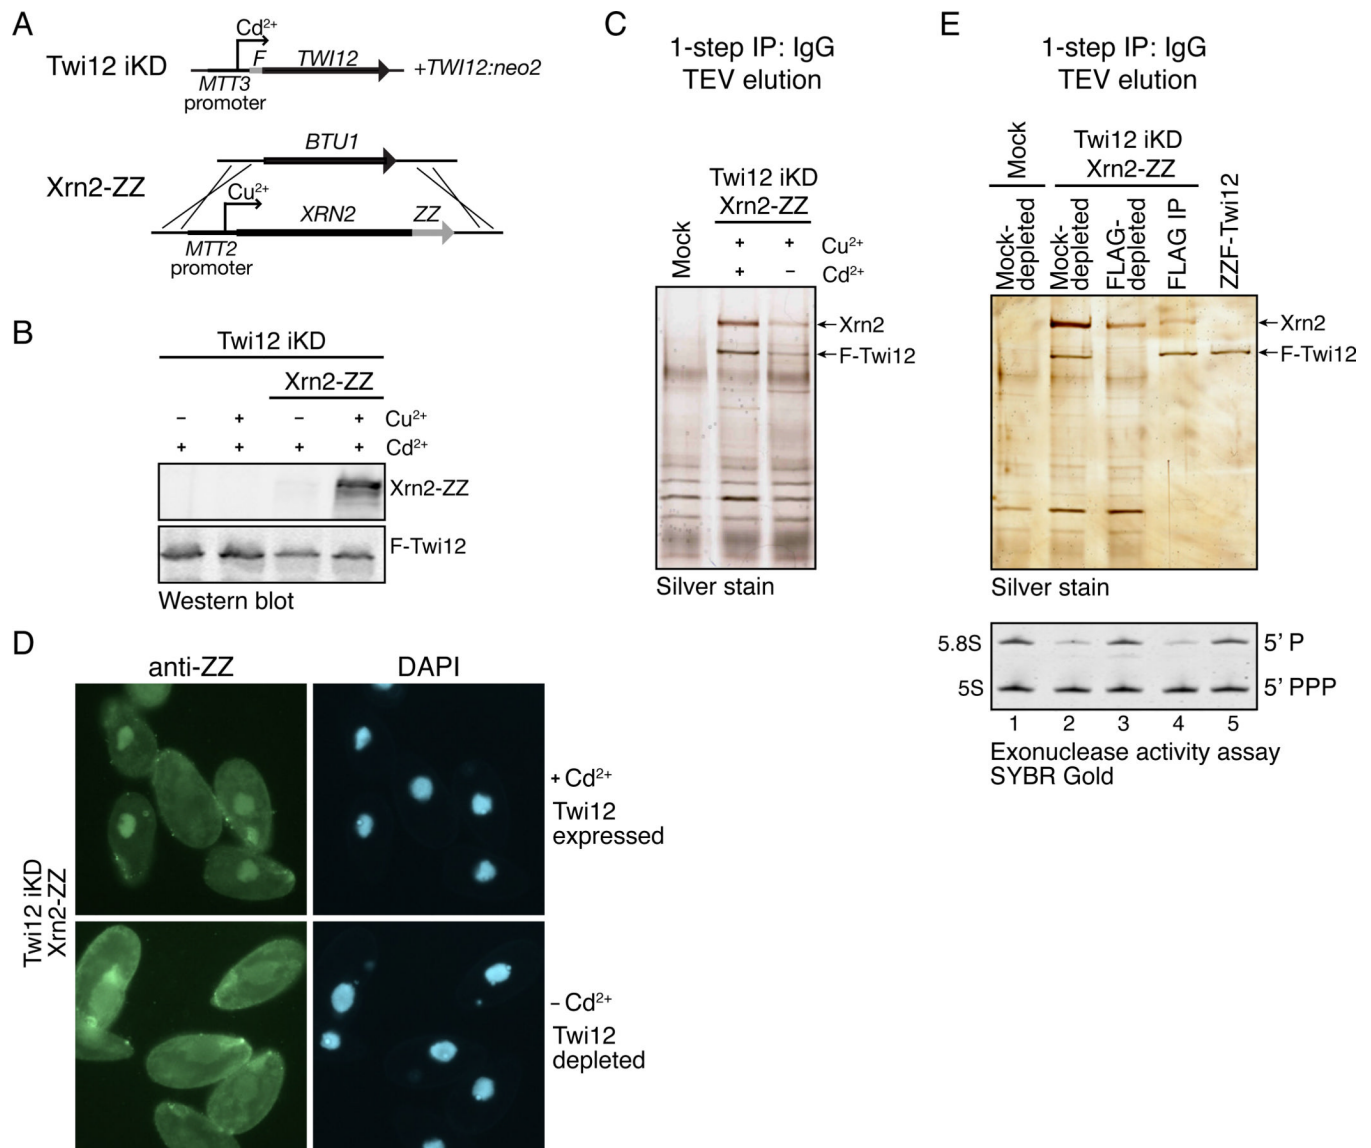 A
Twi12 iKD
Cd²⁺
F
TWI12
+TWI12:neo2
MTT3
promoter
BTU1
Xrn2-ZZ
Cu²⁺
XRN2
ZZ
MTT2
promoter
B
Twi12 iKD
Xrn2-ZZ
– + – + Cu²⁺
+ + + + Cd²⁺
Xrn2-ZZ
F-Twi12
Western blot
C
1-step IP: IgG
TEV elution
Mock
Twi12 iKD
Xrn2-ZZ
+ + Cu²⁺
+ – Cd²⁺
Xrn2
F-Twi12
Silver stain
D
anti-ZZ
DAPI
Twi12 iKD
Xrn2-ZZ
+ Cd²⁺
Twi12
expressed
– Cd²⁺
Twi12
depleted
E
1-step IP: IgG
TEV elution
Mock
Twi12 iKD
Xrn2-ZZ
Mock-
depleted
Mock-
depleted
FLAG-
depleted
FLAG IP
ZZF-Twi12
Xrn2
F-Twi12
Silver stain
5.8S
5' P
5S
5' PPP
1 2 3 4 5
Exonuclease activity assay
SYBR Gold